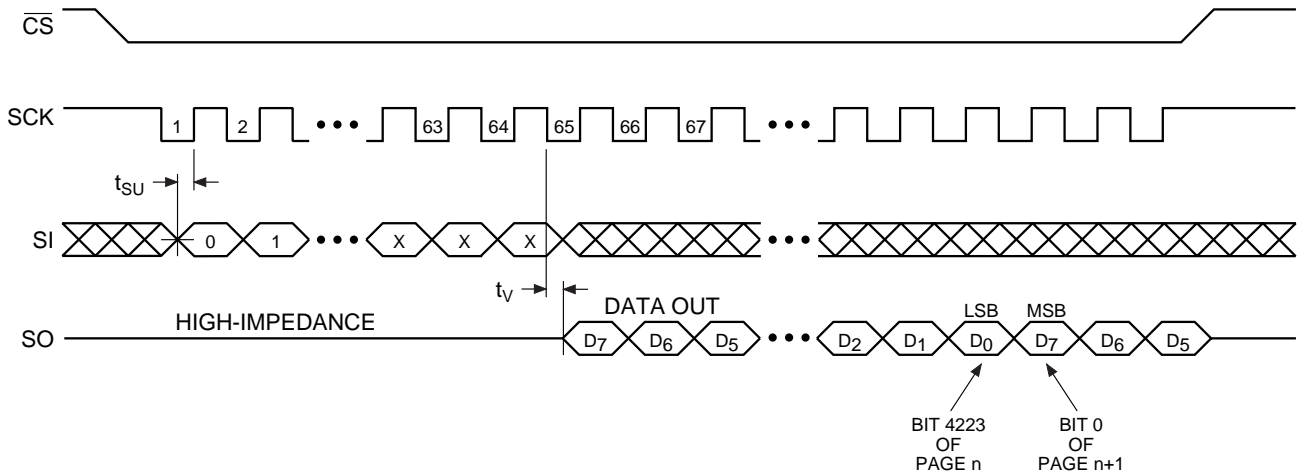 CS
SCK
1 2 ••• 63 64 65 66 67 •••
tSU
SI
0 1 ••• X X X •••
tV
DATA OUT
HIGH-IMPEDANCE
LSB MSB
SO
D7 D6 D5 ••• D2 D1 D0 D7 D6 D5
BIT 4223
OF
PAGE n
BIT 0
OF
PAGE n+1